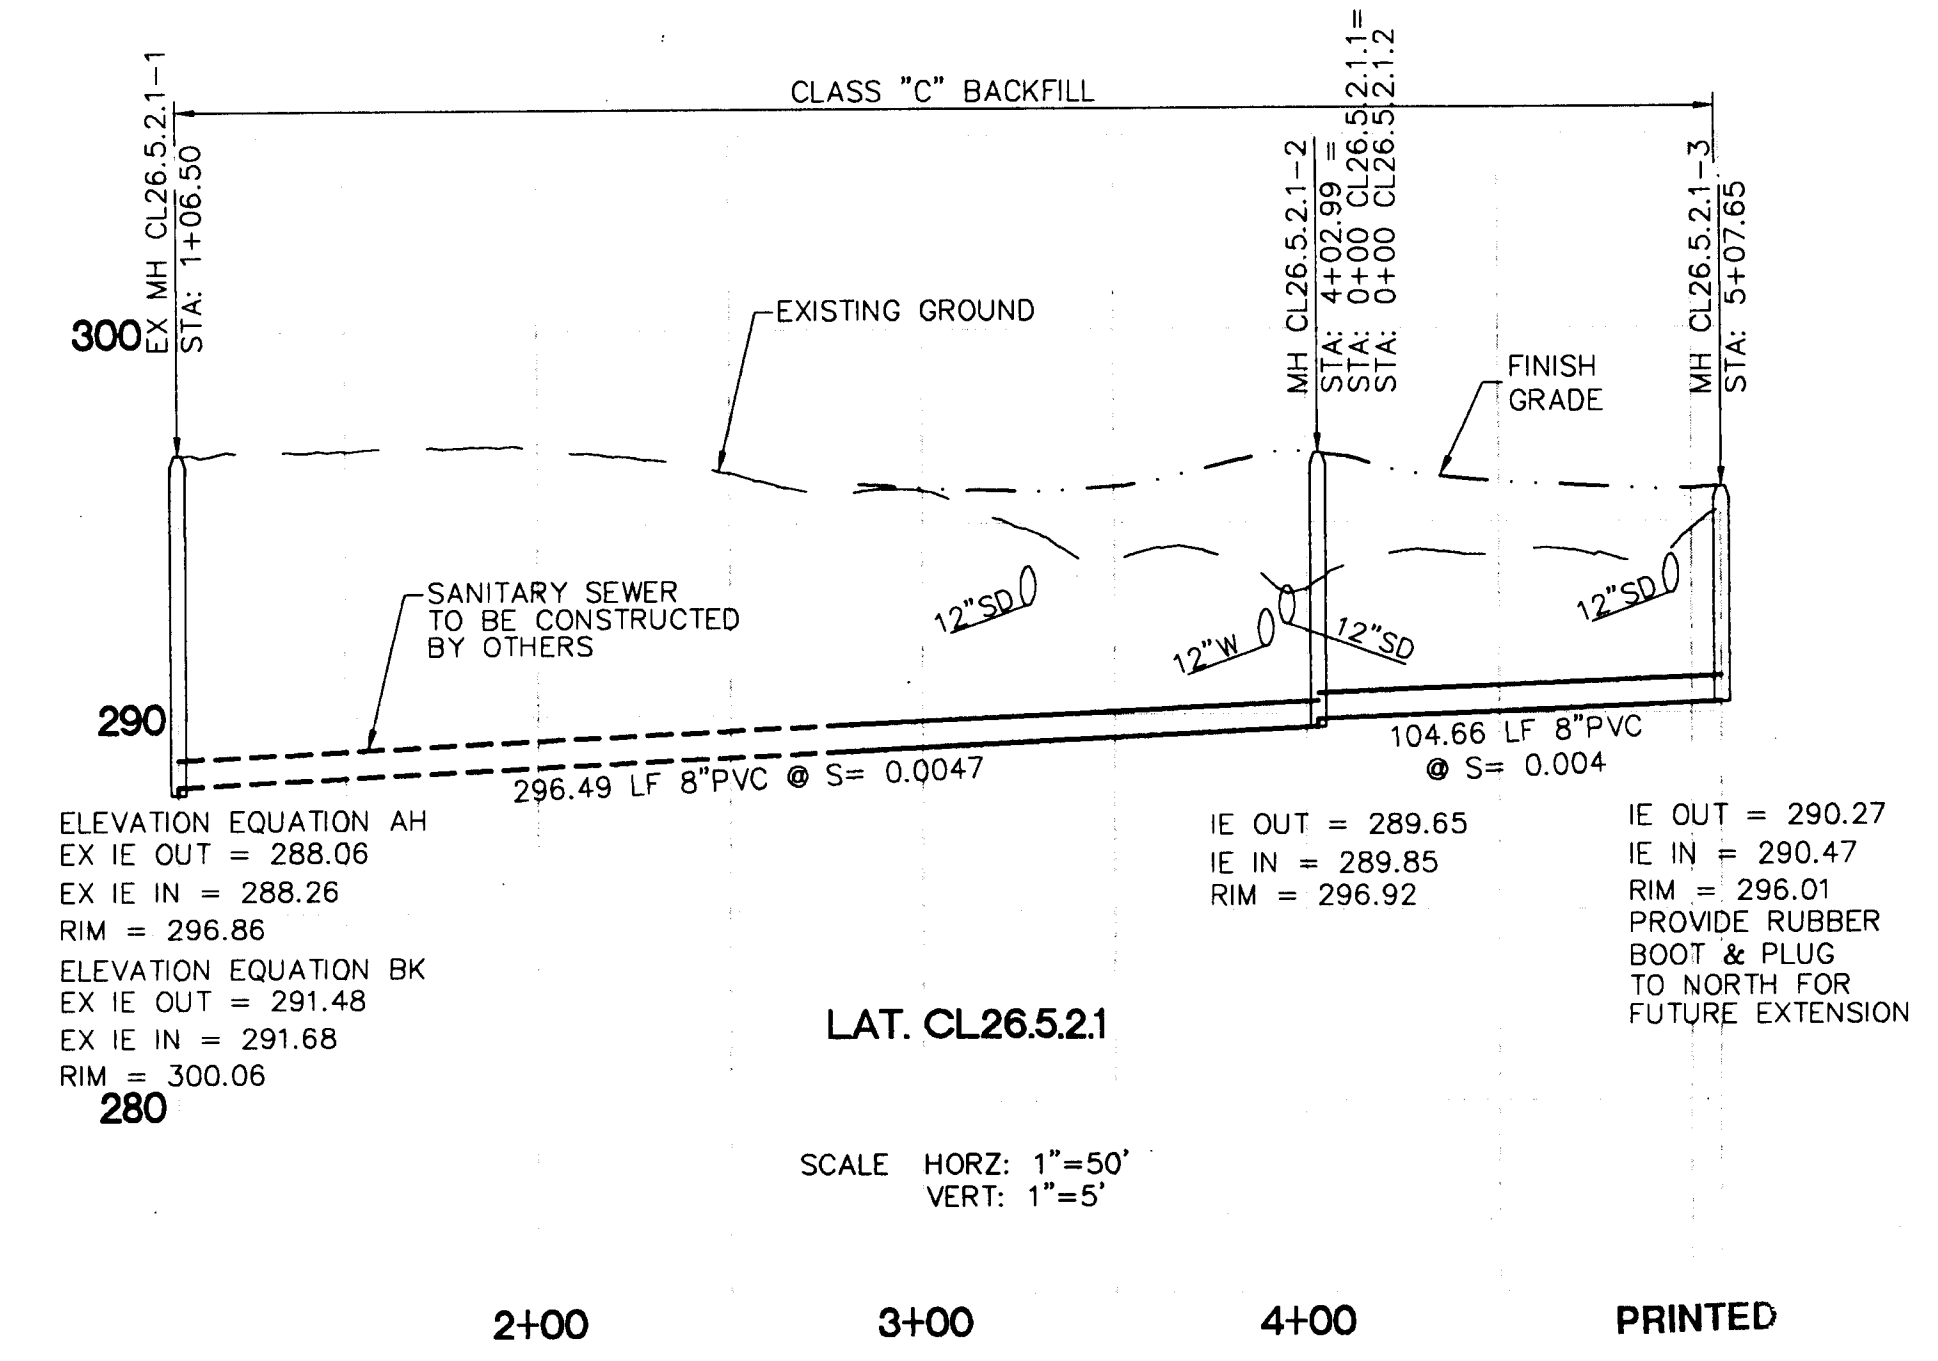 CLASS "C" BACKFILL
EX MH CL26.5.2.1-1
STA: 1+06.50
MH CL26.5.2.1-2
STA: 4+02.99 =
STA: 0+00 CL26.5.2.1.1=
STA: 0+00 CL26.5.2.1.2
MH CL26.5.2.1-3
STA: 5+07.65
300
EXISTING GROUND
FINISH
GRADE
SANITARY SEWER
TO BE CONSTRUCTED
BY OTHERS
12"SD
12"W
12"SD
12"SD
290
296.49 LF 8"PVC @ S= 0.0047
104.66 LF 8"PVC
@ S= 0.004
ELEVATION EQUATION AH
EX IE OUT = 288.06
EX IE IN = 288.26
RIM = 296.86
ELEVATION EQUATION BK
EX IE OUT = 291.48
EX IE IN = 291.68
RIM = 300.06
IE OUT = 289.65
IE IN = 289.85
RIM = 296.92
IE OUT = 290.27
IE IN = 290.47
RIM = 296.01
PROVIDE RUBBER
BOOT & PLUG
TO NORTH FOR
FUTURE EXTENSION
LAT. CL26.5.2.1
280
SCALE HORZ: 1"=50'
VERT: 1"=5'
2+00
3+00
4+00
PRINTED